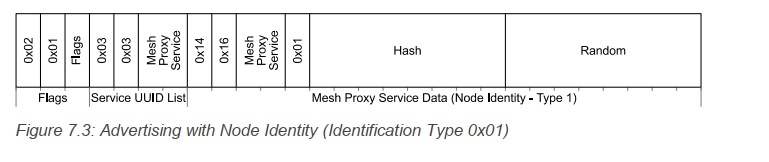 0x02
0x01
Flags
0x03
0x03
Mesh
Proxy
Service
0x14
0x16
Mesh
Proxy
Service
0x01
Hash
Random
Flags
Service UUID List
Mesh Proxy Service Data (Node Identity - Type 1)
Figure 7.3: Advertising with Node Identity (Identification Type 0x01)